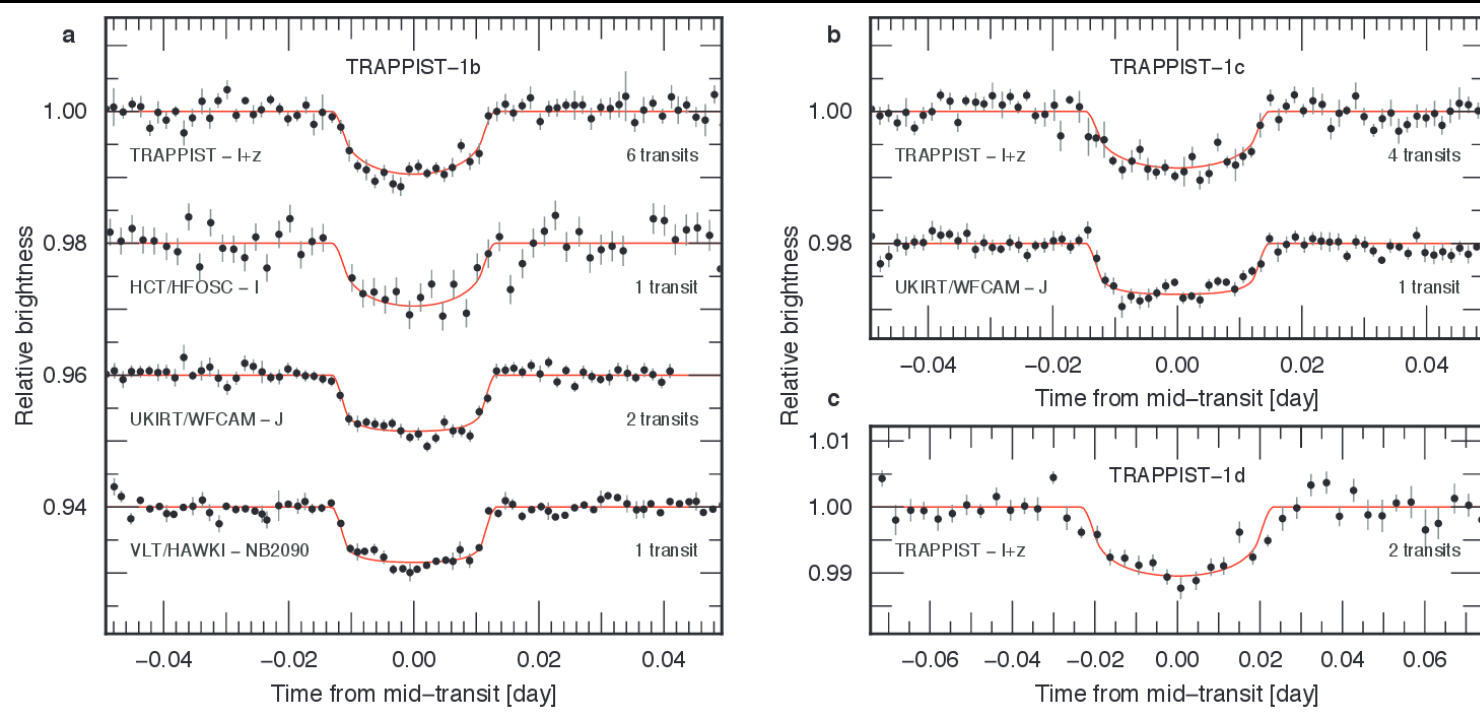 a
TRAPPIST−1b
1.00
TRAPPIST − I+z
6 transits
0.98
HCT/HFOSC − I
1 transit
0.96
UKIRT/WFCAM − J
2 transits
0.94
VLT/HAWKI − NB2090
1 transit
Relative brightness
−0.04 −0.02 0.00 0.02 0.04
Time from mid−transit [day]
b
TRAPPIST−1c
1.00
TRAPPIST − I+z
4 transits
0.98
UKIRT/WFCAM − J
1 transit
Relative brightness
−0.04 −0.02 0.00 0.02 0.04
Time from mid−transit [day]
c
1.01
TRAPPIST−1d
1.00
TRAPPIST − I+z
2 transits
0.99
−0.06 −0.04 −0.02 0.00 0.02 0.04 0.06
Time from mid−transit [day]